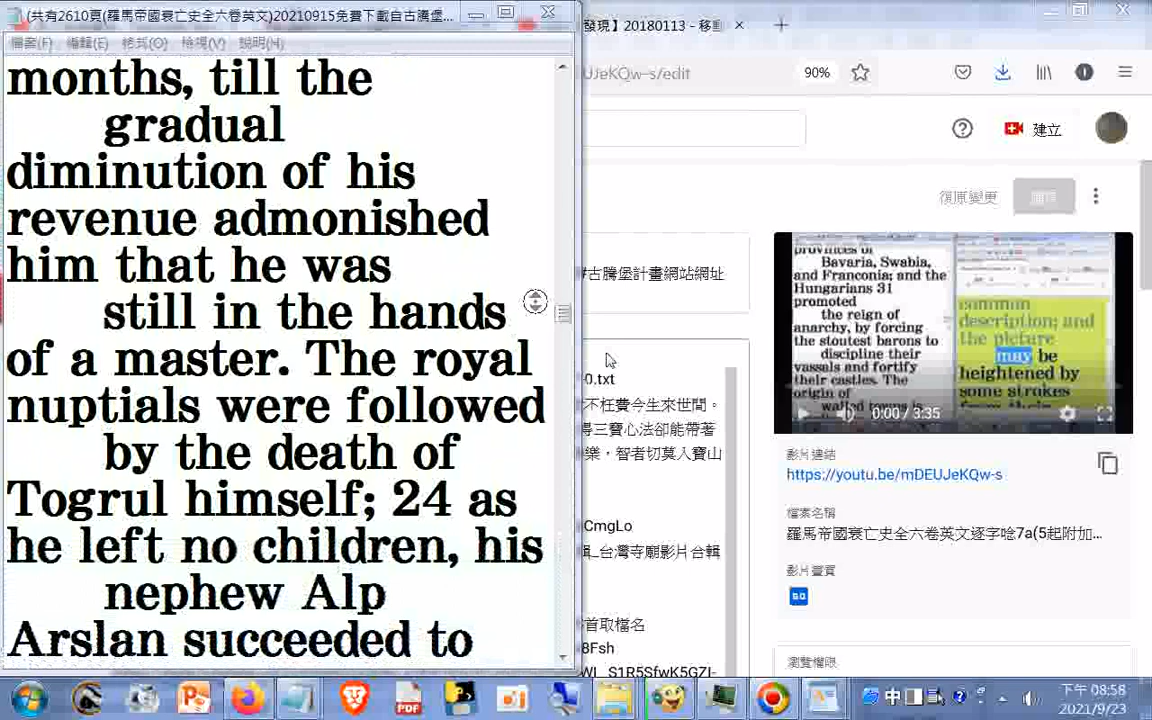 (共有2610頁(羅馬帝國衰亡史全六卷英文)20210915免費下載自古騰堡...
檔案(F) 編輯(E) 格式(O) 檢視(V) 說明(H)
months, till the
gradual
diminution of his
revenue admonished
him that he was
still in the hands
of a master. The royal
nuptials were followed
by the death of
Togrul himself; 24 as
he left no children, his
nephew Alp
Arslan succeeded to
發現】20180113 - 移動
UJeKQw-s/edit
90%
建立
復原變更
#古騰堡計畫網站網址
-0.txt
不枉費今生來世間。
得三寶心法卻能帶著
樂，智者切莫入寶山
CmgLo
輯_台灣寺廟影片合輯
首取檔名
8Fsh
WI_S1R5SfwK5GZI-
provinces of
Bavaria, Swabia,
and Franconia; and the
Hungarians 31
promoted
the reign of
anarchy, by forcing
the stoutest barons to
discipline their
vassals and fortify
their castles. The
origin of
walled towns is
common
description; and
the picture
may be
heightened by
some strokes
0:00 / 3:35
影片連結
https://youtu.be/mDEUJeKQw-s
檔案名稱
羅馬帝國衰亡史全六卷英文逐字唸7a(5起附加...
影片畫質
瀏覽權限
PDF
中
下午 08:58
2021/9/23